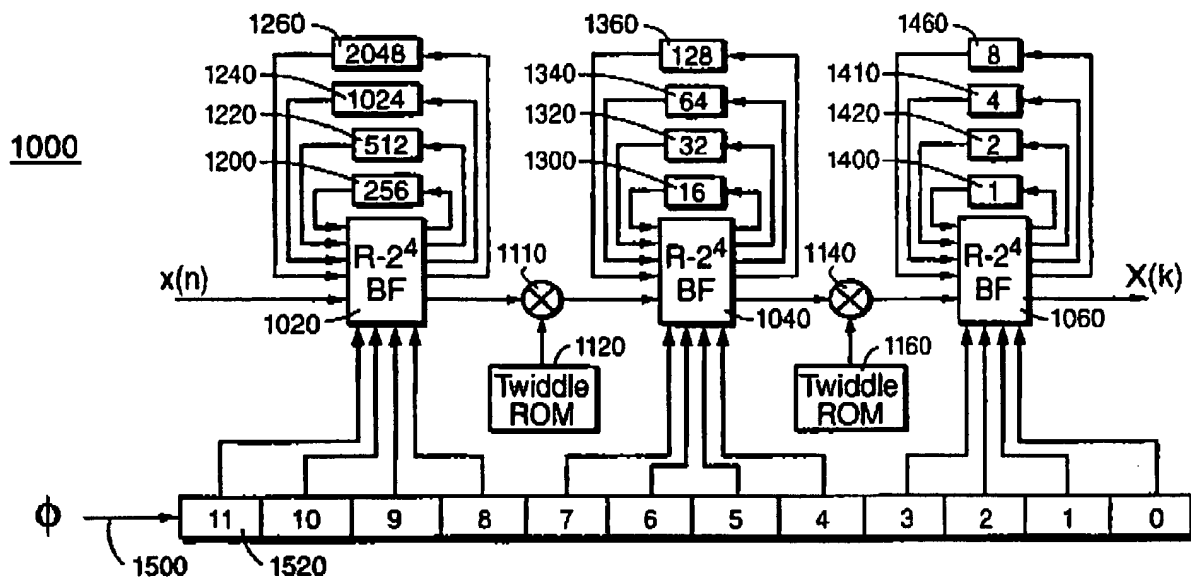 1000
1260
2048
1240
1024
1220
512
1200
256
R-2⁴
BF
1020
x(n)
1110
1120
Twiddle
ROM
1360
128
1340
64
1320
32
1300
16
R-2⁴
BF
1040
1140
1160
Twiddle
ROM
1460
8
1410
4
1420
2
1400
1
R-2⁴
BF
1060
X(k)
ϕ
11 10 9 8 7 6 5 4 3 2 1 0
1500
1520